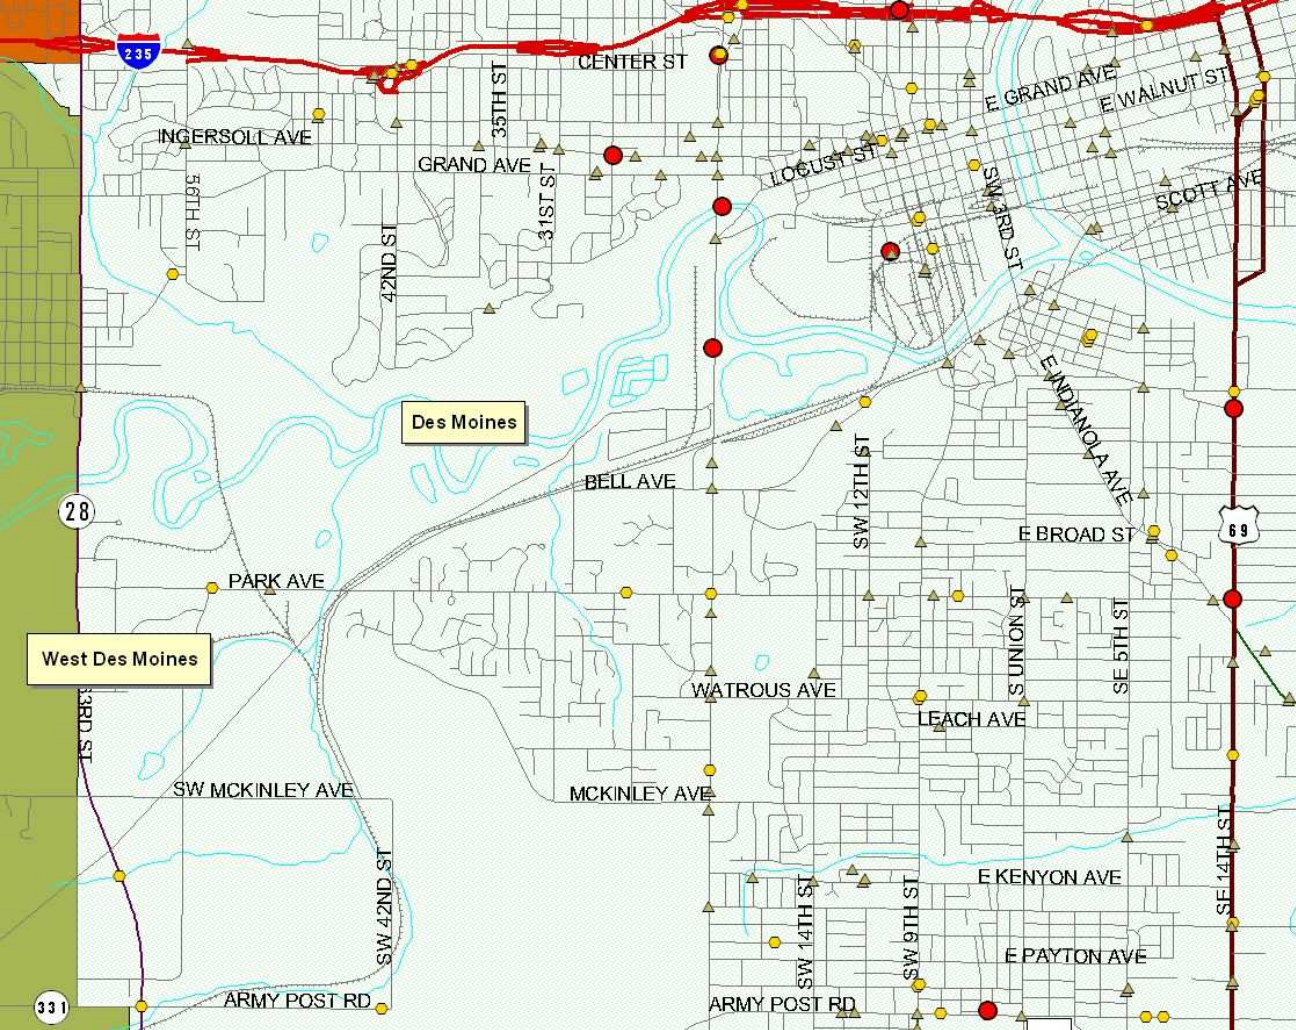 235
CENTER ST
35TH ST
E GRAND AVE
E WALNUT ST
INGERSOLL AVE
GRAND AVE
LOCUST ST
56TH ST
31ST ST
SW 3RD ST
SCOTT AVE
42ND ST
E INDIANOLA AVE
Des Moines
BELL AVE
SW 12TH ST
28
69
E BROAD ST
PARK AVE
S UNION ST
SE 5TH ST
West Des Moines
WATROUS AVE
63RD ST
LEACH AVE
SW MCKINLEY AVE
MCKINLEY AVE
SE 14TH ST
SW 42ND ST
SW 14TH ST
SW 9TH ST
E KENYON AVE
E PAYTON AVE
ARMY POST RD
ARMY POST RD
331